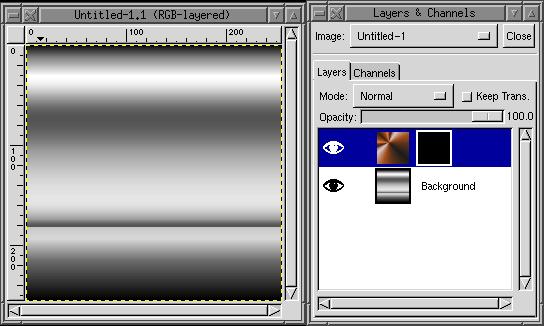 Untitled-1.1 (RGB-layered)
0 100 200
0
100
200
Layers & Channels
Image: Untitled-1 Close
Layers Channels
Mode: Normal Keep Trans.
Opacity: 100.0
Background